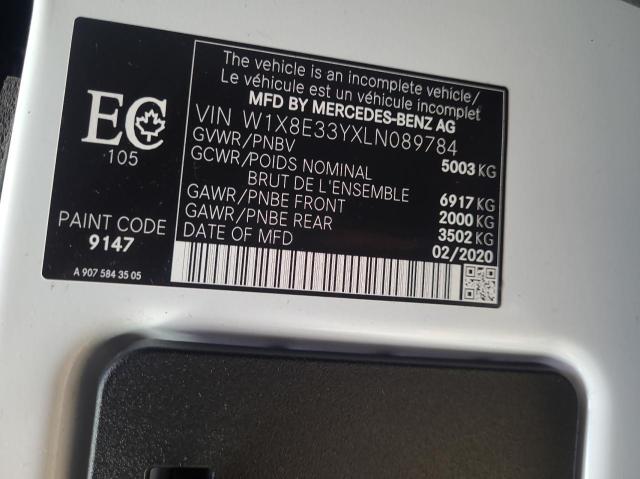 The vehicle is an incomplete vehicle/
Le véhicule est un véhicule incomplet
MFD BY MERCEDES-BENZ AG
VIN W1X8E33YXLN089784
GVWR/PNBV 5003 KG
GCWR/POIDS NOMINAL
BRUT DE L'ENSEMBLE 6917 KG
GAWR/PNBE FRONT 2000 KG
GAWR/PNBE REAR 3502 KG
DATE OF MFD 02/2020
EC
105
PAINT CODE
9147
A 907 584 35 05